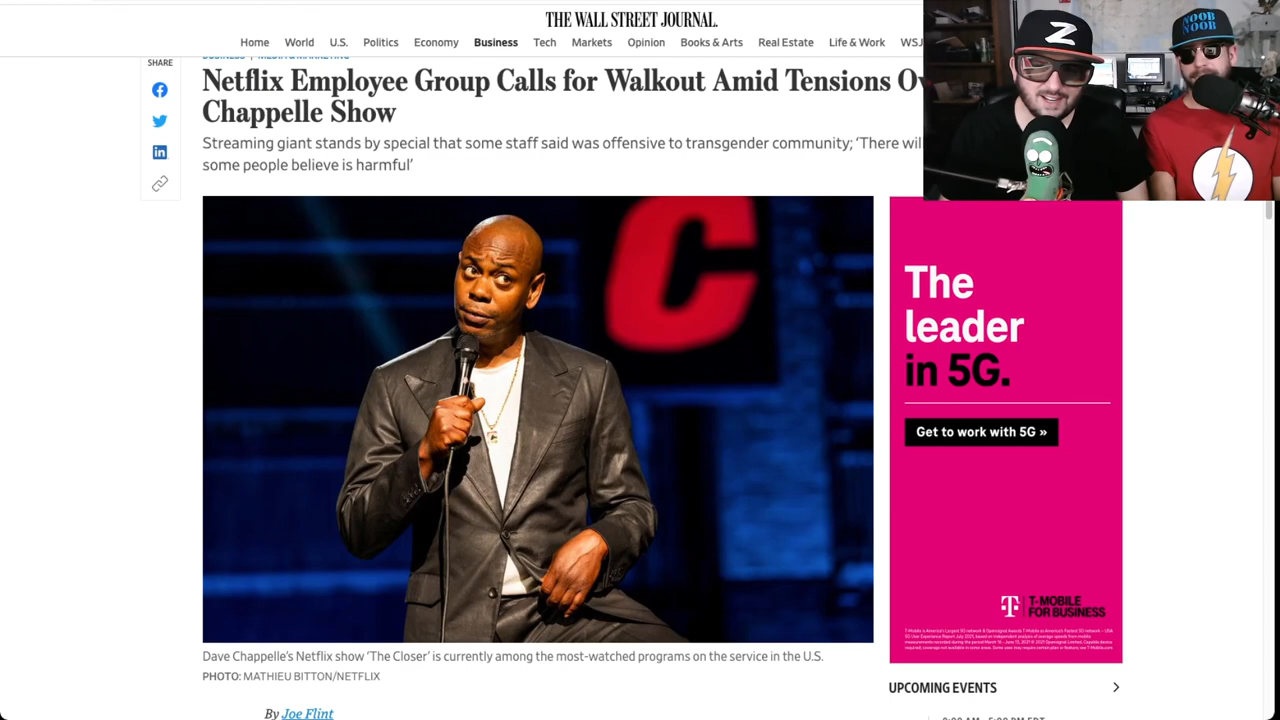 THE WALL STREET JOURNAL.
Home World U.S. Politics Economy Business Tech Markets Opinion Books & Arts Real Estate Life & Work WSJ
SHARE
Netflix Employee Group Calls for Walkout Amid Tensions Ov
Chappelle Show
Streaming giant stands by special that some staff said was offensive to transgender community; ‘There wil
some people believe is harmful’
Z
NOOB
NOOB
C
The
leader
in 5G.
Get to work with 5G »
T-MOBILE
FOR BUSINESS
Dave Chappelle's new special 'The Closer' is currently among the most-watched programs on the service in the U.S.
PHOTO: MATHIEU BITTON/NETFLIX
UPCOMING EVENTS
By Joe Flint